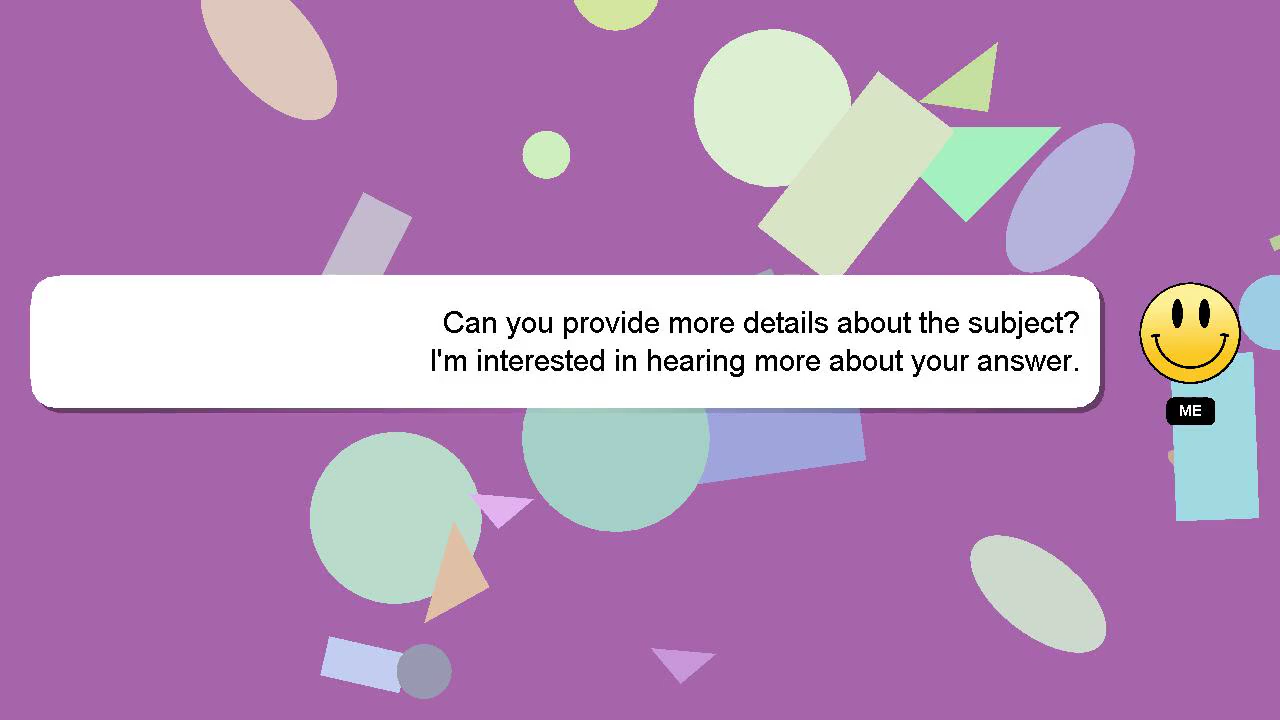 Can you provide more details about the subject?
I'm interested in hearing more about your answer.
ME